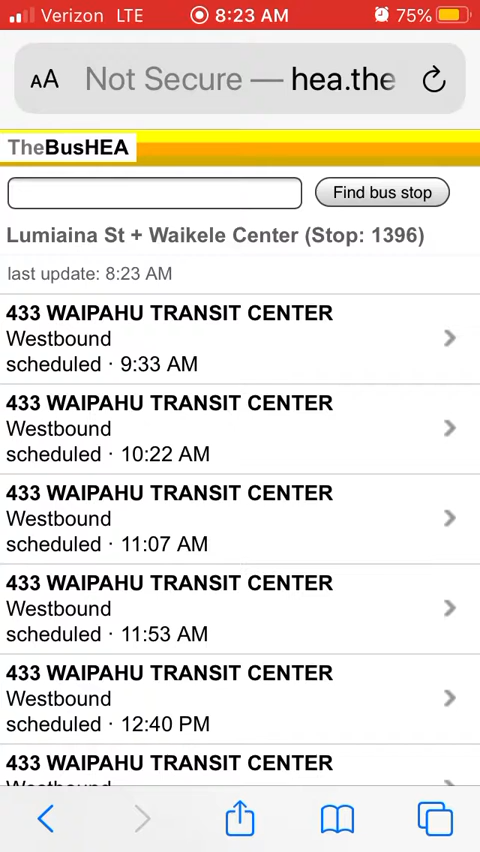 Verizon LTE 8:23 AM 75%
AA Not Secure — hea.the
TheBusHEA
Find bus stop
Lumiaina St + Waikele Center (Stop: 1396)
last update: 8:23 AM
433 WAIPAHU TRANSIT CENTER
Westbound
scheduled · 9:33 AM
433 WAIPAHU TRANSIT CENTER
Westbound
scheduled · 10:22 AM
433 WAIPAHU TRANSIT CENTER
Westbound
scheduled · 11:07 AM
433 WAIPAHU TRANSIT CENTER
Westbound
scheduled · 11:53 AM
433 WAIPAHU TRANSIT CENTER
Westbound
scheduled · 12:40 PM
433 WAIPAHU TRANSIT CENTER
Westbound